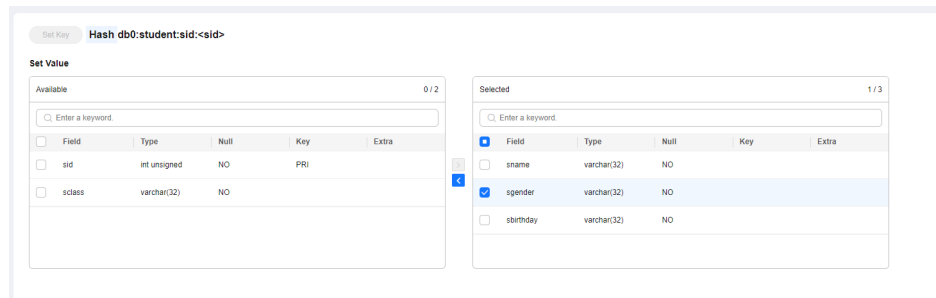 Set Key Hash db0:student:sid:<sid>
Set Value
Available 0 / 2
Enter a keyword.
Field Type Null Key Extra
sid int unsigned NO PRI
sclass varchar(32) NO
>
<
Selected 1 / 3
Enter a keyword.
Field Type Null Key Extra
sname varchar(32) NO
sgender varchar(32) NO
sbirthday varchar(32) NO